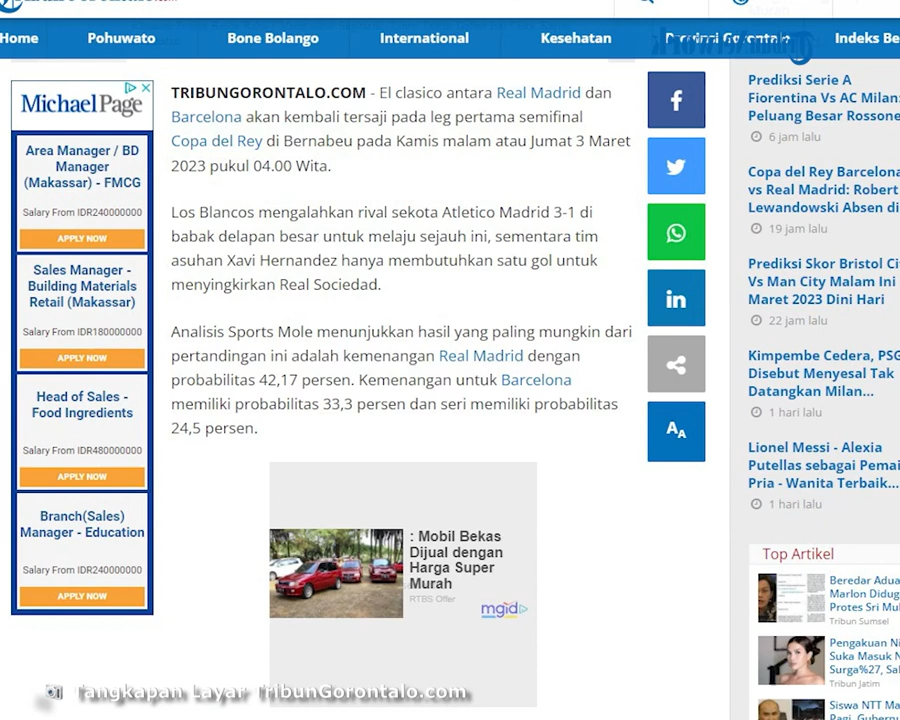 Home
Pohuwato
Bone Bolango
International
Kesehatan
Provinsi Gorontalo
Indeks Be
MichaelPage
Area Manager / BD
Manager
(Makassar) - FMCG
Salary From IDR240000000
APPLY NOW
Sales Manager -
Building Materials
Retail (Makassar)
Salary From IDR180000000
APPLY NOW
Head of Sales -
Food Ingredients
Salary From IDR480000000
APPLY NOW
Branch(Sales)
Manager - Education
Salary From IDR240000000
APPLY NOW
TRIBUNGORONTALO.COM - El clasico antara Real Madrid dan
Barcelona akan kembali tersaji pada leg pertama semifinal
Copa del Rey di Bernabeu pada Kamis malam atau Jumat 3 Maret
2023 pukul 04.00 Wita.
Los Blancos mengalahkan rival sekota Atletico Madrid 3-1 di
babak delapan besar untuk melaju sejauh ini, sementara tim
asuhan Xavi Hernandez hanya membutuhkan satu gol untuk
menyingkirkan Real Sociedad.
Analisis Sports Mole menunjukkan hasil yang paling mungkin dari
pertandingan ini adalah kemenangan Real Madrid dengan
probabilitas 42,17 persen. Kemenangan untuk Barcelona
memiliki probabilitas 33,3 persen dan seri memiliki probabilitas
24,5 persen.
: Mobil Bekas
Dijual dengan
Harga Super
Murah
RTBS Offer
mgid
in
AA
Prediksi Serie A
Fiorentina Vs AC Milan:
Peluang Besar Rossone
6 jam lalu
Copa del Rey Barcelona
vs Real Madrid: Robert
Lewandowski Absen di
19 jam lalu
Prediksi Skor Bristol Cit
Vs Man City Malam Ini
Maret 2023 Dini Hari
22 jam lalu
Kimpembe Cedera, PSG
Disebut Menyesal Tak
Datangkan Milan...
1 hari lalu
Lionel Messi - Alexia
Putellas sebagai Pemai
Pria - Wanita Terbaik...
1 hari lalu
Top Artikel
Beredar Adua
Marlon Didug
Protes Sri Mul
Tribun Sumsel
Pengakuan Ni
Suka Masuk N
Surga%27, Sal
Tribun Jatim
Siswa NTT Ma
Pagi, Gubernu
Tangkapan Layar TribunGorontalo.com